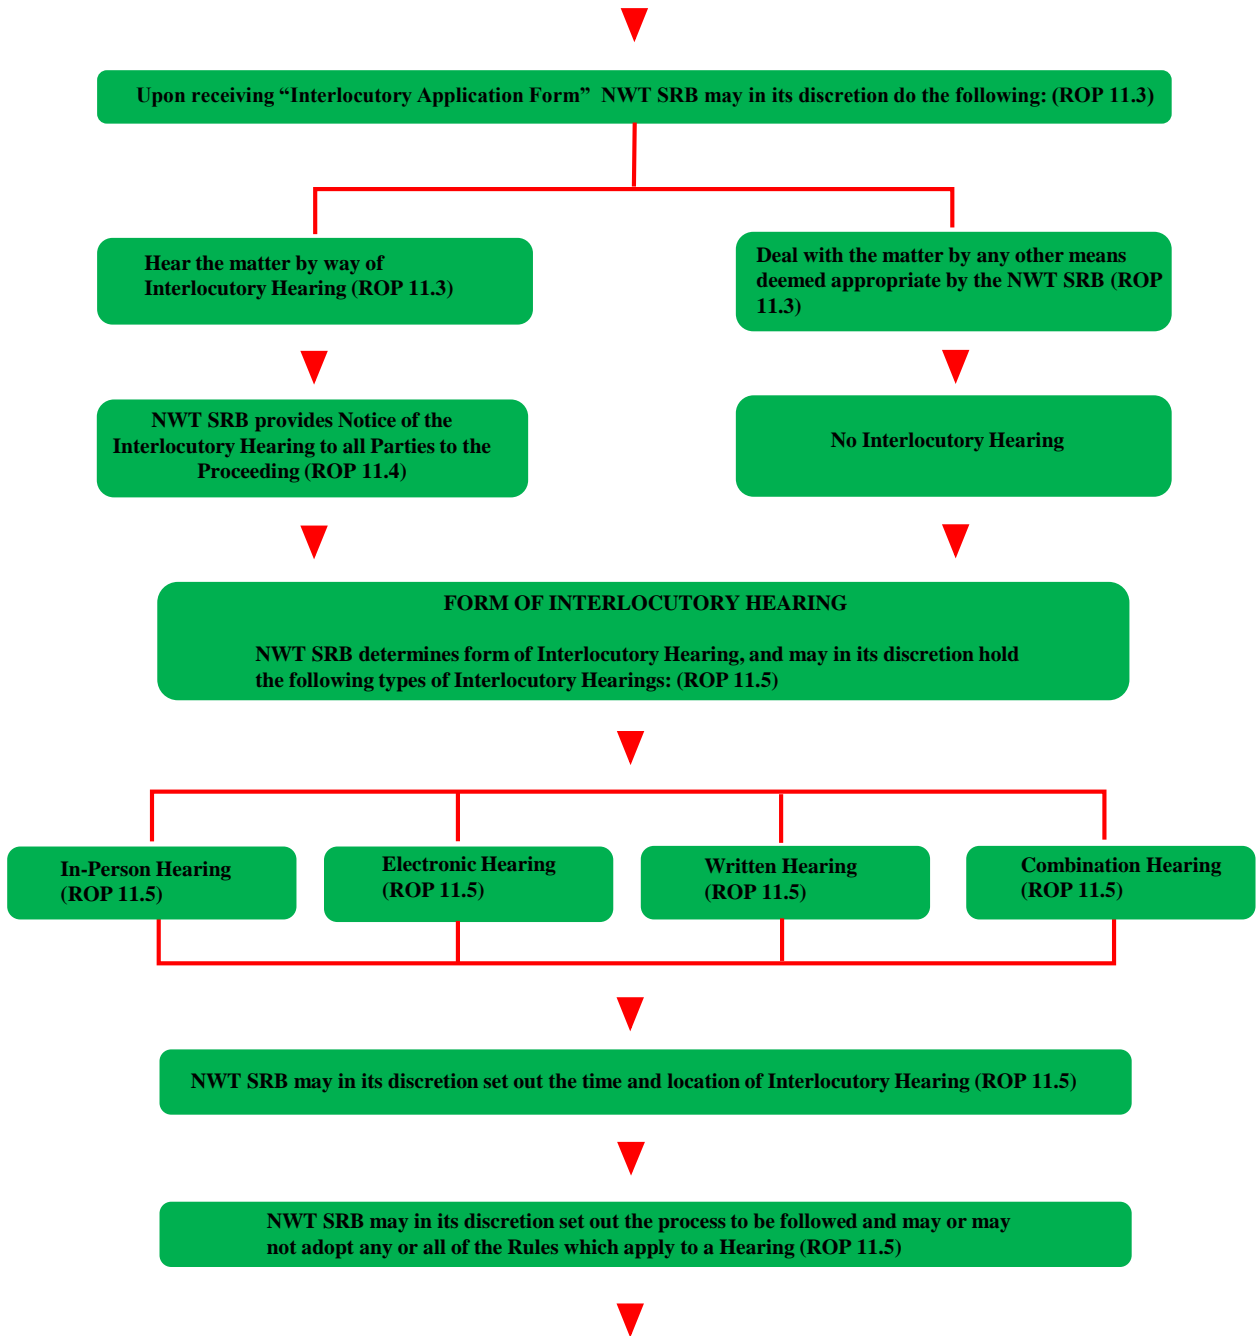 Upon receiving “Interlocutory Application Form”  NWT SRB may in its discretion do the following: (ROP 11.3)
Hear the matter by way of
Interlocutory Hearing (ROP 11.3)
Deal with the matter by any other means
deemed appropriate by the NWT SRB (ROP
11.3)
NWT SRB provides Notice of the
Interlocutory Hearing to all Parties to the
Proceeding (ROP 11.4)
No Interlocutory Hearing
FORM OF INTERLOCUTORY HEARING
NWT SRB determines form of Interlocutory Hearing, and may in its discretion hold
the following types of Interlocutory Hearings: (ROP 11.5)
In-Person Hearing
(ROP 11.5)
Electronic Hearing
(ROP 11.5)
Written Hearing
(ROP 11.5)
Combination Hearing
(ROP 11.5)
NWT SRB may in its discretion set out the time and location of Interlocutory Hearing (ROP 11.5)
NWT SRB may in its discretion set out the process to be followed and may or may
not adopt any or all of the Rules which apply to a Hearing (ROP 11.5)